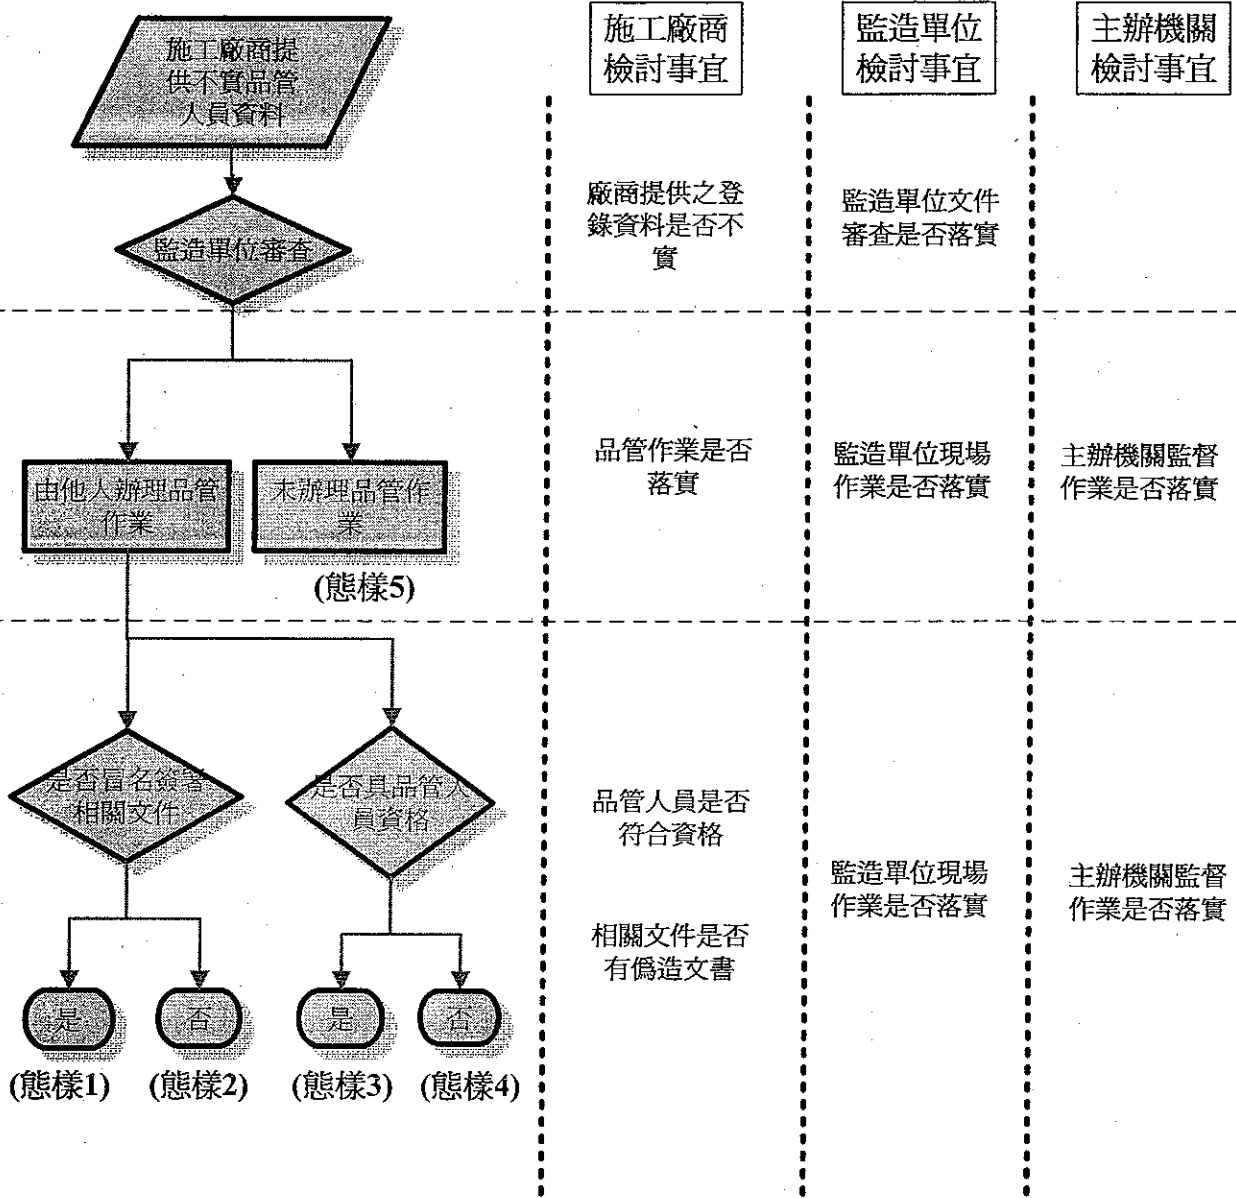 施工廠商提
供不實品管
人員資料
施工廠商
檢討事宜
監造單位
檢討事宜
主辦機關
檢討事宜
監造單位審查
廠商提供之登
錄資料是否不
實
監造單位文件
審查是否落實
由他人辦理品管
作業
未辦理品管作
業
(態樣5)
品管作業是否
落實
監造單位現場
作業是否落實
主辦機關監督
作業是否落實
是否冒名簽署
相關文件
是否具品管人
員資格
品管人員是否
符合資格
相關文件是否
有偽造文書
監造單位現場
作業是否落實
主辦機關監督
作業是否落實
是
否
是
否
(態樣1)
(態樣2)
(態樣3)
(態樣4)